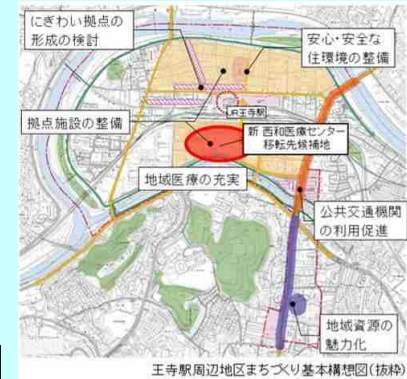 にぎわい拠点の
形成の検討
安心・安全な
住環境の整備
JR王寺駅
拠点施設の整備
新 西和医療センター
移転先候補地
地域医療の充実
公共交通機関
の利用促進
地域資源の
魅力化
王寺駅周辺地区まちづくり基本構想図(抜粋)